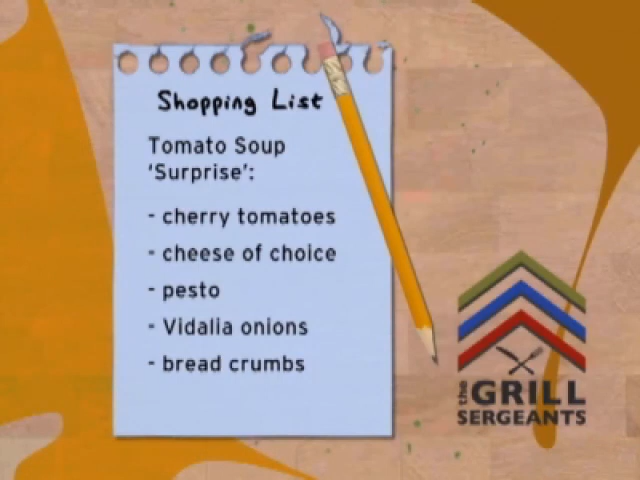 Shopping List
Tomato Soup
'Surprise':
- cherry tomatoes
- cheese of choice
- pesto
- Vidalia onions
- bread crumbs
the GRILL
SERGEANTS